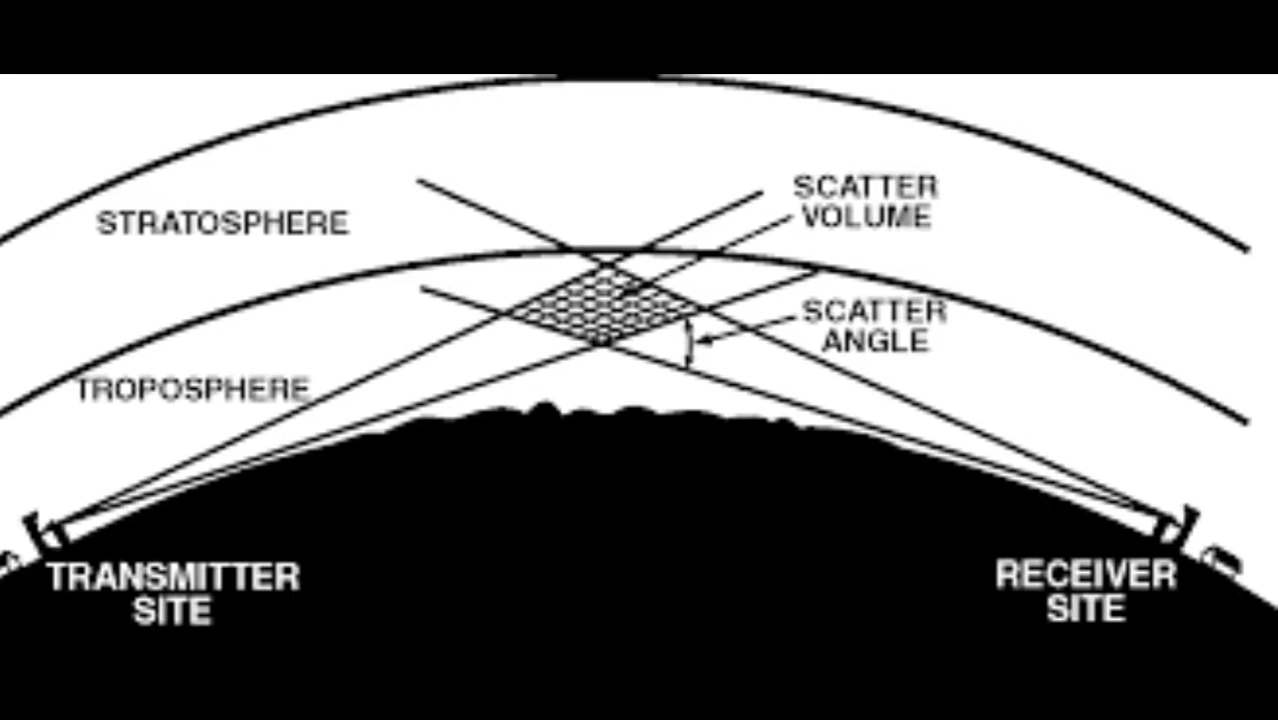 SCATTER
VOLUME
STRATOSPHERE
SCATTER
ANGLE
TROPOSPHERE
TRANSMITTER
SITE
RECEIVER
SITE